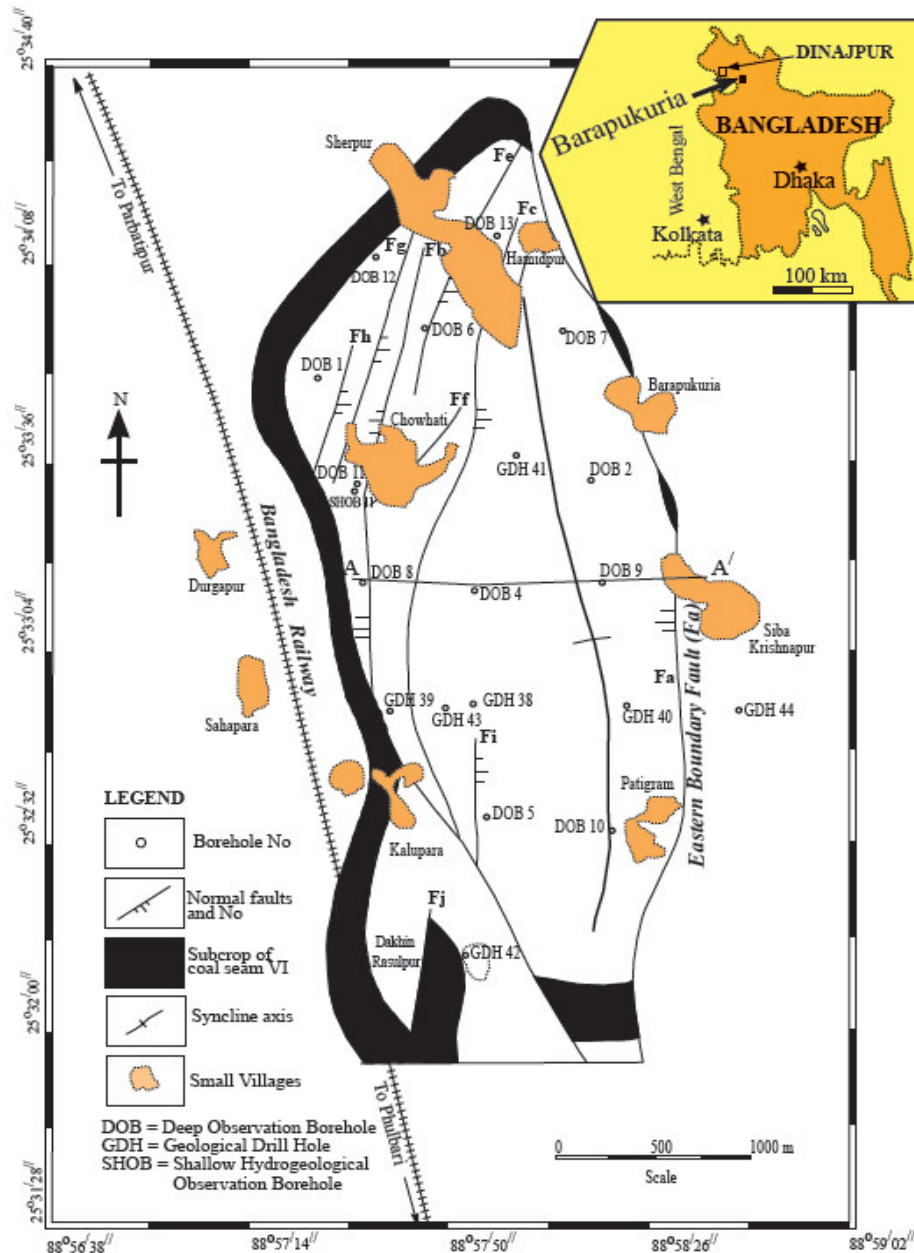 25°34'40"
25°34'08"
25°33'36"
25°33'04"
25°32'32"
25°32'00"
25°31'28"
88°56'38"
88°57'14"
88°57'50"
88°58'26"
88°59'02"
DINAJPUR
Barapukuria
BANGLADESH
West Bengal
Dhaka
Kolkata
100 km
To Parbatipur
Sherpur
Fe
Fc
DOB 13
Hamidpur
Fg
Fb
DOB 12
DOB 6
DOB 7
Fh
DOB 1
Barapukuria
Chowhati
Ff
N
GDH 41
DOB 2
DOB 11
SHOB 11
Bangladesh Railway
Durgapur
A
DOB 8
DOB 9
A/
DOB 4
Siba
Krishnapur
Eastern Boundary Fault (Fa)
Fa
Sahapara
GDH 39
GDH 38
GDH 43
GDH 40
GDH 44
Fi
Patigram
DOB 5
DOB 10
Kalupara
Fj
Dakhin
Rasulpur
GDH 42
LEGEND
Borehole No
Normal faults
and No
Subcrop of
coal seam VI
Syncline axis
Small Villages
DOB = Deep Observation Borehole
GDH = Geological Drill Hole
SHOB = Shallow Hydrogeological
Observation Borehole
To Phulbari
0 500 1000 m
Scale